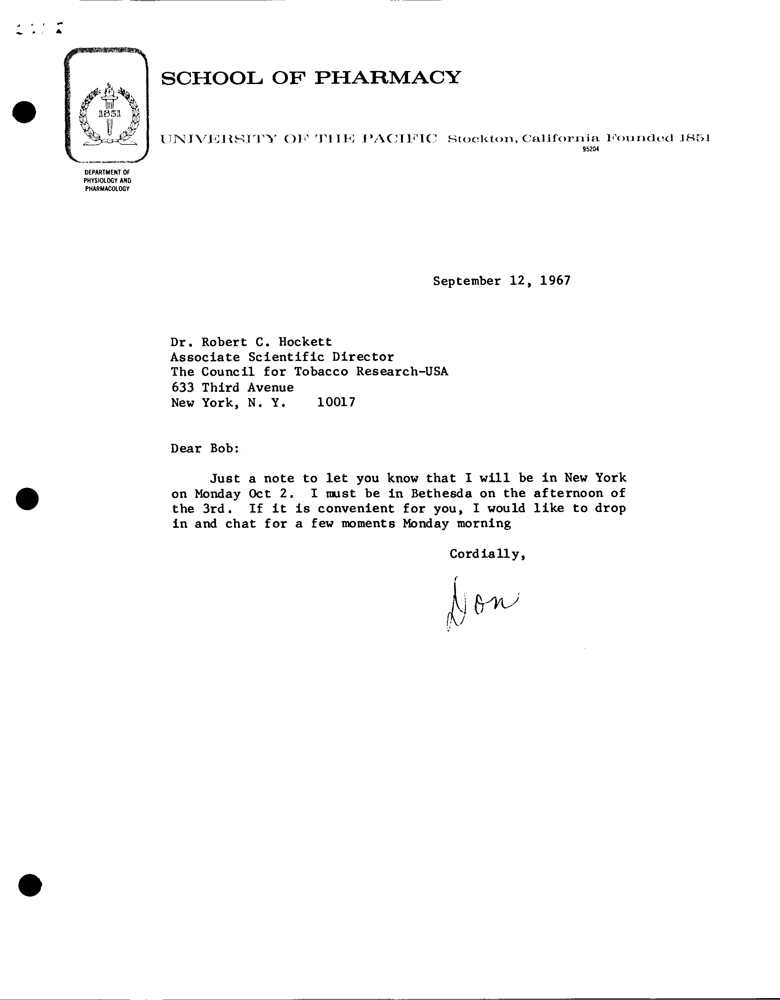 SCHOOL OF PHARMACY
1851
UNIVERSITY OF THE PACIFIC Stockton, California Founded 1851
95204
DEPARTMENT OF
PHYSIOLOGY AND
PHARMACOLOGY
September 12, 1967
Dr. Robert C. Hockett
Associate Scientific Director
The Council for Tobacco Research-USA
633 Third Avenue
New York, N. Y. 10017
Dear Bob:
Just a note to let you know that I will be in New York
on Monday Oct 2. I must be in Bethesda on the afternoon of
the 3rd. If it is convenient for you, I would like to drop
in and chat for a few moments Monday morning
Cordially,
Don